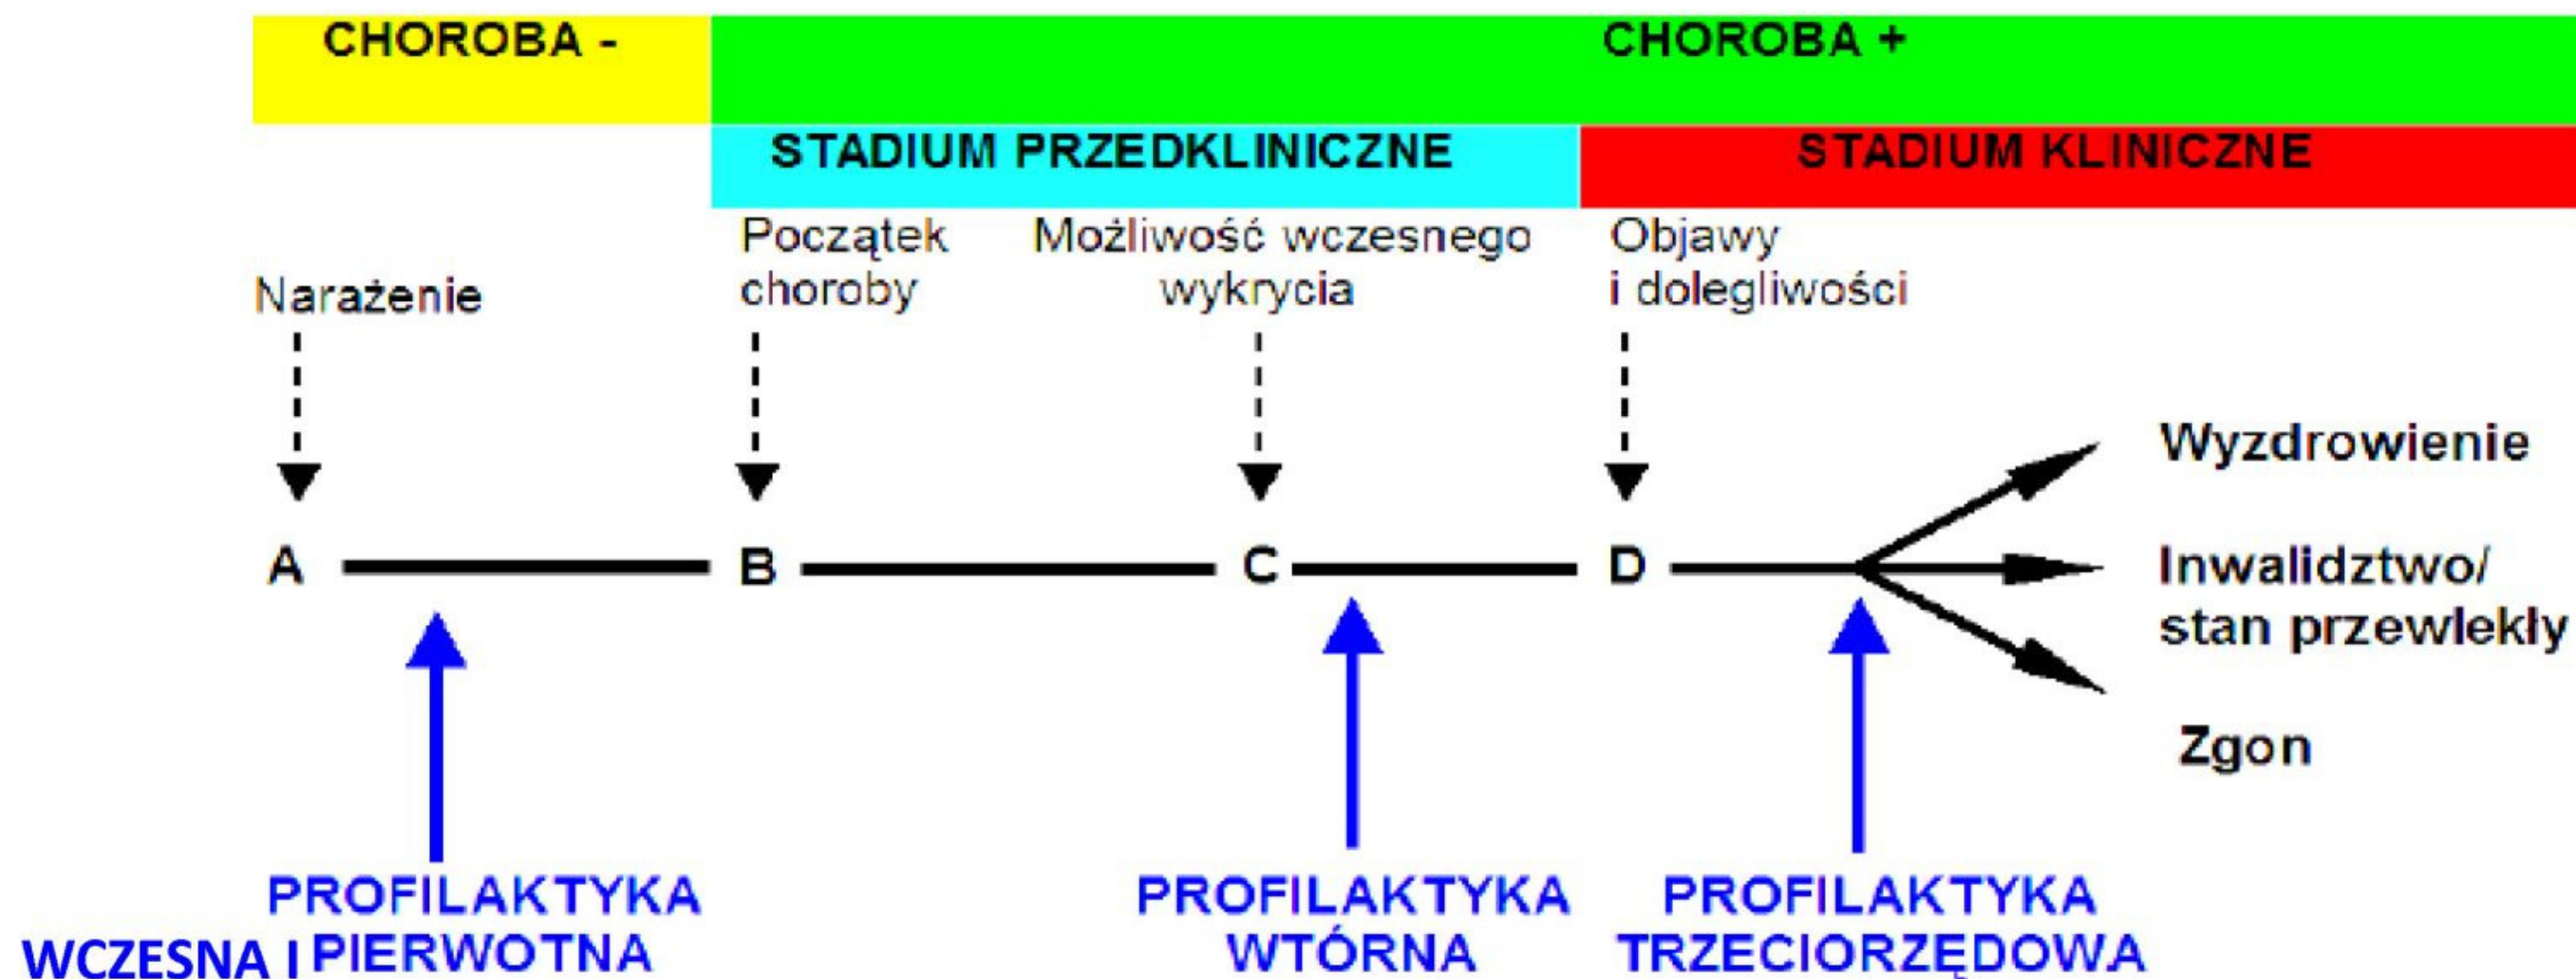 CHOROBA -
CHOROBA +
STADIUM PRZEDKLINICZNE
STADIUM KLINICZNE
Narażenie
Początek
choroby
Możliwość wczesnego
wykrycia
Objawy
i dolegliwości
A
B
C
D
Wyzdrowienie
Inwalidztwo/
stan przewlekły
Zgon
PROFILAKTYKA
WCZESNA I PIERWOTNA
PROFILAKTYKA
WTÓRNA
PROFILAKTYKA
TRZECIORZĘDOWA